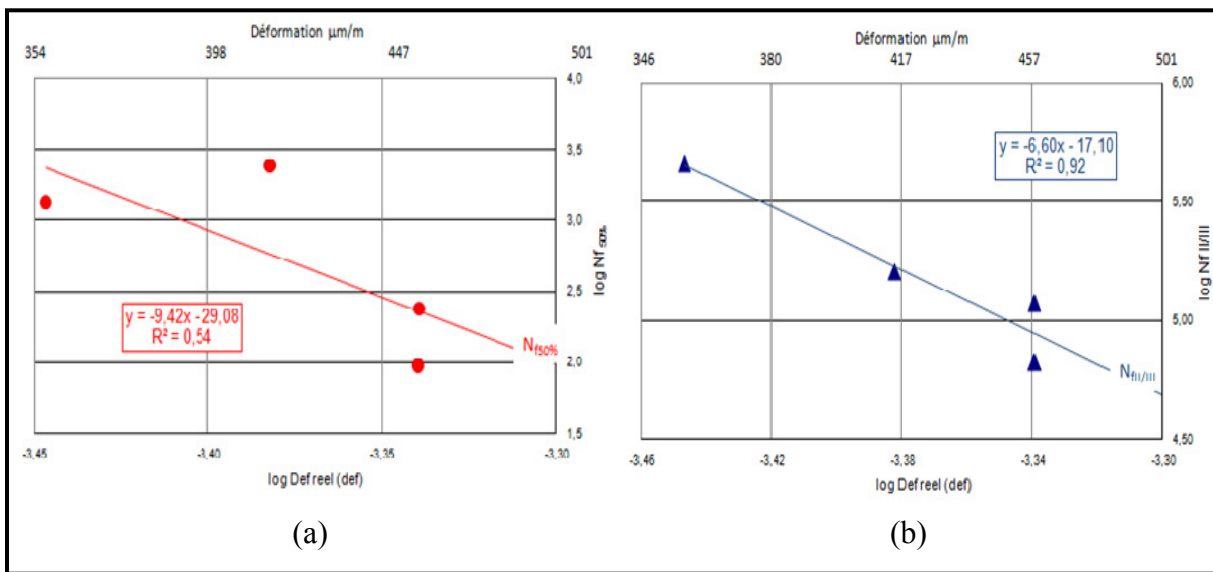 Déformation µm/m
354 398 447 501
4,0
3,5
3,0
2,5
2,0
1,5
log Nf 50%
y = -9,42x - 29,08
R² = 0,54
Nf50%
-3,45 -3,40 -3,35 -3,30
log Def reel (def)
(a)
Déformation µm/m
346 380 417 457 501
6,00
5,50
5,00
4,50
log Nf II/III
y = -6,60x - 17,10
R² = 0,92
NfII/III
-3,46 -3,42 -3,38 -3,34 -3,30
log Def reel (def)
(b)